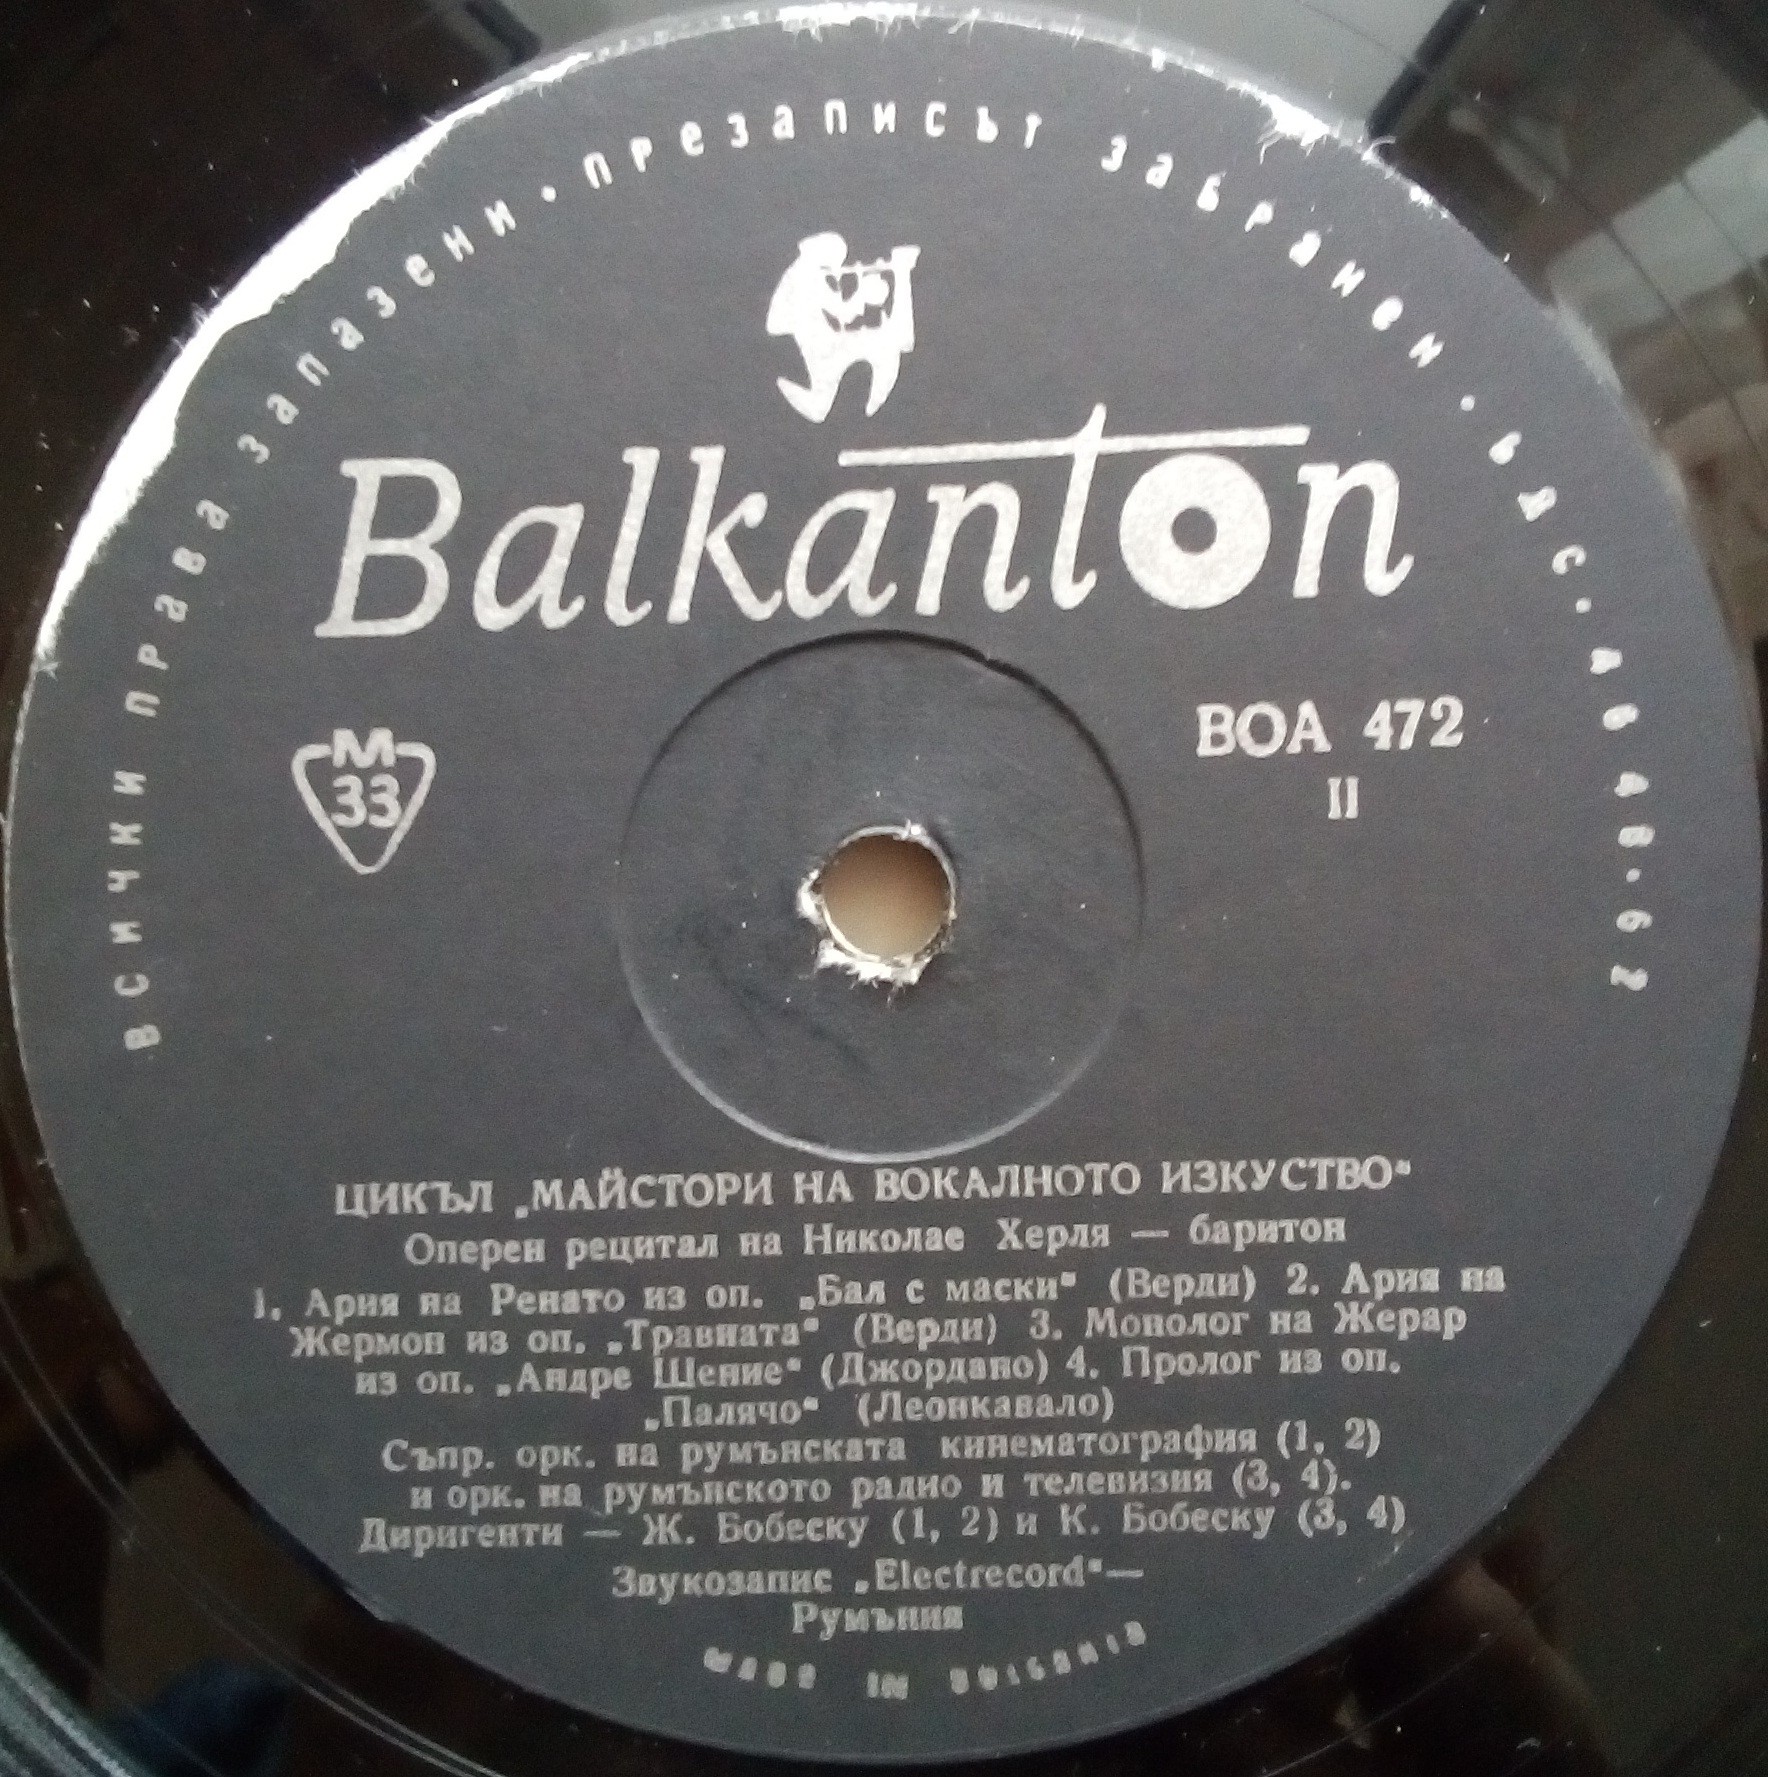 ВСИЧКИ ПРАВА ЗАПАЗЕНИ · ПРЕЗАПИСЪТ ЗАБРАНЕН · БДС ·
Balkanton
М
33
ВОА 472
II
ЦИКЪЛ „МАЙСТОРИ НА ВОКАЛНОТО ИЗКУСТВО“
Оперен рецитал на Николае Херля — баритон
1. Ария на Ренато из оп. „Бал с маски“ (Верди) 2. Ария на
Жермон из оп. „Травиата“ (Верди) 3. Монолог на Жерар
из оп. „Андре Шение“ (Джордано) 4. Пролог из оп.
„Палячо“ (Леонкавало)
Съпр. орк. на румънската кинематография (1, 2)
и орк. на румънското радио и телевизия (3, 4).
Диригенти — Ж. Бобеску (1, 2) и К. Бобеску (3, 4)
Звукозапис „Electrecord“—
Румъния
MADE IN BULGARIA